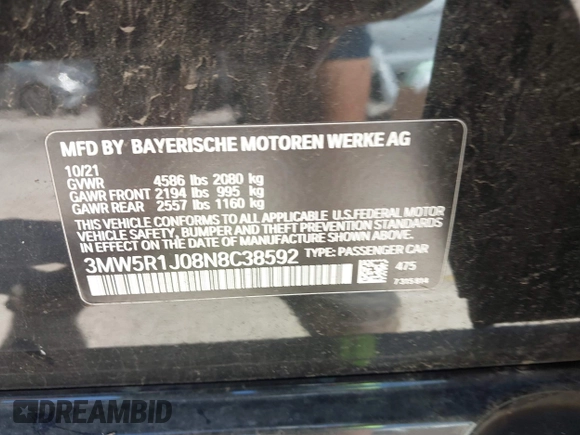 MFD BY BAYERISCHE MOTOREN WERKE AG
10/21
GVWR 4586 lbs 2080 kg
GAWR FRONT 2194 lbs 995 kg
GAWR REAR 2557 lbs 1160 kg
THIS VEHICLE CONFORMS TO ALL APPLICABLE U.S.FEDERAL MOTOR
VEHICLE SAFETY, BUMPER AND THEFT PREVENTION STANDARDS
IN EFFECT ON THE DATE OF MANUFACTURE SHOWN ABOVE.
3MW5R1J08N8C38592 TYPE: PASSENGER CAR
475
7315814
DREAMBID